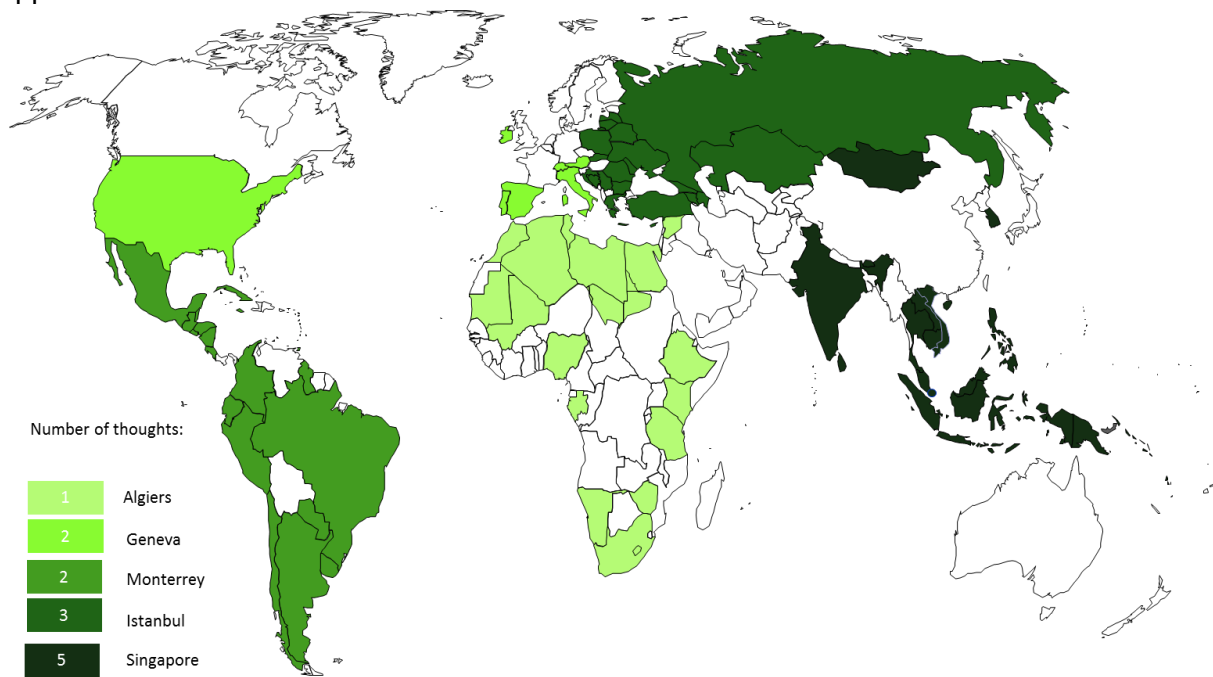 Number of thoughts:
1 Algiers
2 Geneva
2 Monterrey
3 Istanbul
5 Singapore